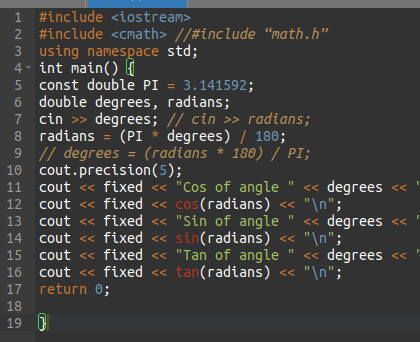 1 #include <iostream>
2 #include <cmath> //#include “math.h”
3 using namespace std;
4 int main() {
5 const double PI = 3.141592;
6 double degrees, radians;
7 cin >> degrees; // cin >> radians;
8 radians = (PI * degrees) / 180;
9 // degrees = (radians * 180) / PI;
10 cout.precision(5);
11 cout << fixed << "Cos of angle " << degrees << "
12 cout << fixed << cos(radians) << "\n";
13 cout << fixed << "Sin of angle " << degrees << "
14 cout << fixed << sin(radians) << "\n";
15 cout << fixed << "Tan of angle " << degrees << "
16 cout << fixed << tan(radians) << "\n";
17 return 0;
18
19 }